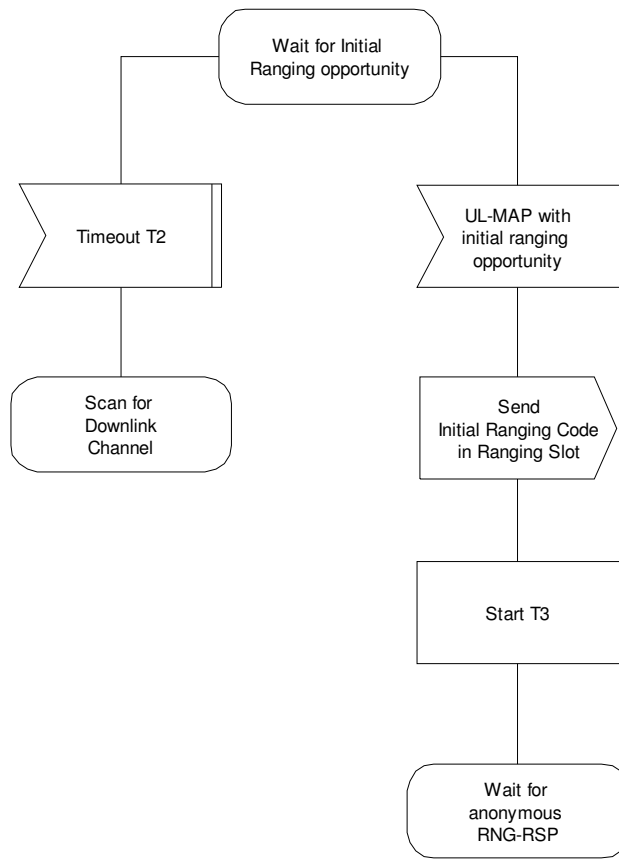 Wait for Initial
Ranging opportunity
Timeout T2
UL-MAP with
initial ranging
opportunity
Scan for
Downlink
Channel
Send
Initial Ranging Code
in Ranging Slot
Start T3
Wait for
anonymous
RNG-RSP